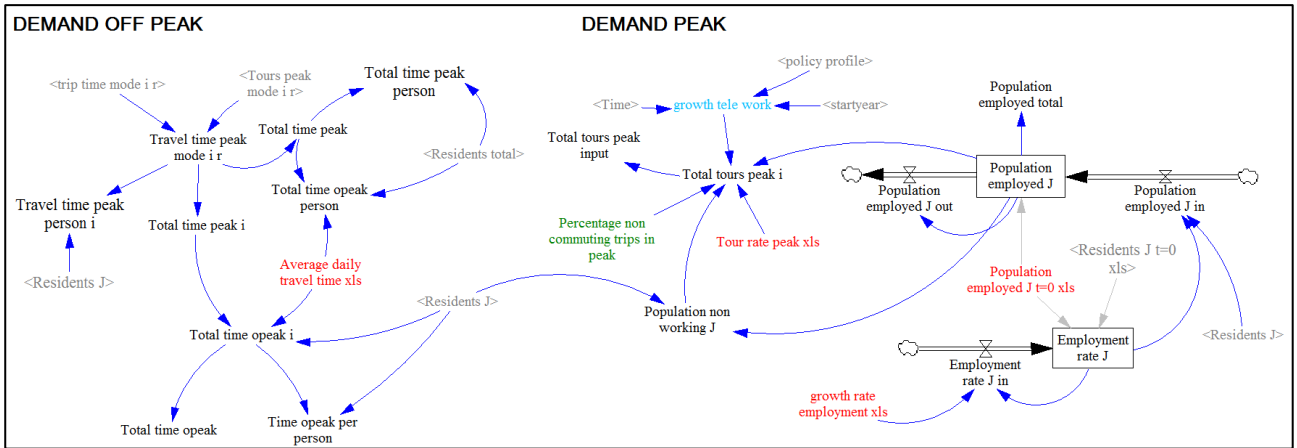 DEMAND OFF PEAK
<trip time mode i r>
<Tours peak
mode i r>
Total time peak
person
Travel time peak
mode i r
Total time peak
<Residents total>
Travel time peak
person i
Total time opeak
person
Total time peak i
<Residents J>
Average daily
travel time xls
<Residents J>
Total time opeak i
Total time opeak
Time opeak per
person
DEMAND PEAK
<policy profile>
<Time>
growth tele work
<startyear>
Population
employed total
Total tours peak
input
Total tours peak i
Population
employed J
Population
employed J out
Population
employed J in
Percentage non
commuting trips in
peak
Tour rate peak xls
<Residents J t=0
xls>
Population
employed J t=0 xls
Population non
working J
<Residents J>
Employment
rate J
Employment
rate J in
growth rate
employment xls